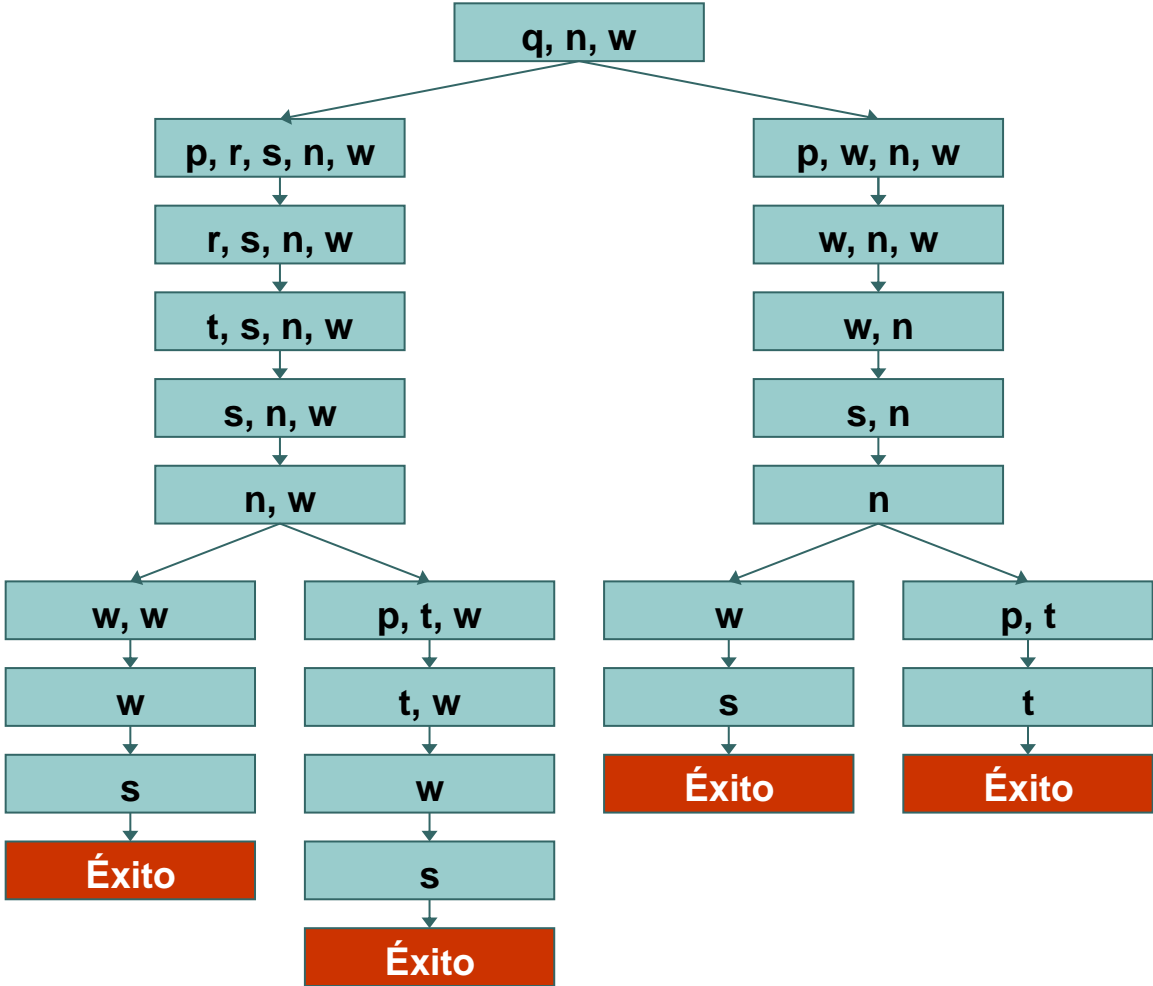 q, n, w
p, r, s, n, w
p, w, n, w
r, s, n, w
w, n, w
t, s, n, w
w, n
s, n, w
s, n
n, w
n
w, w
p, t, w
w
p, t
w
t, w
s
t
s
w
Éxito
Éxito
Éxito
s
Éxito